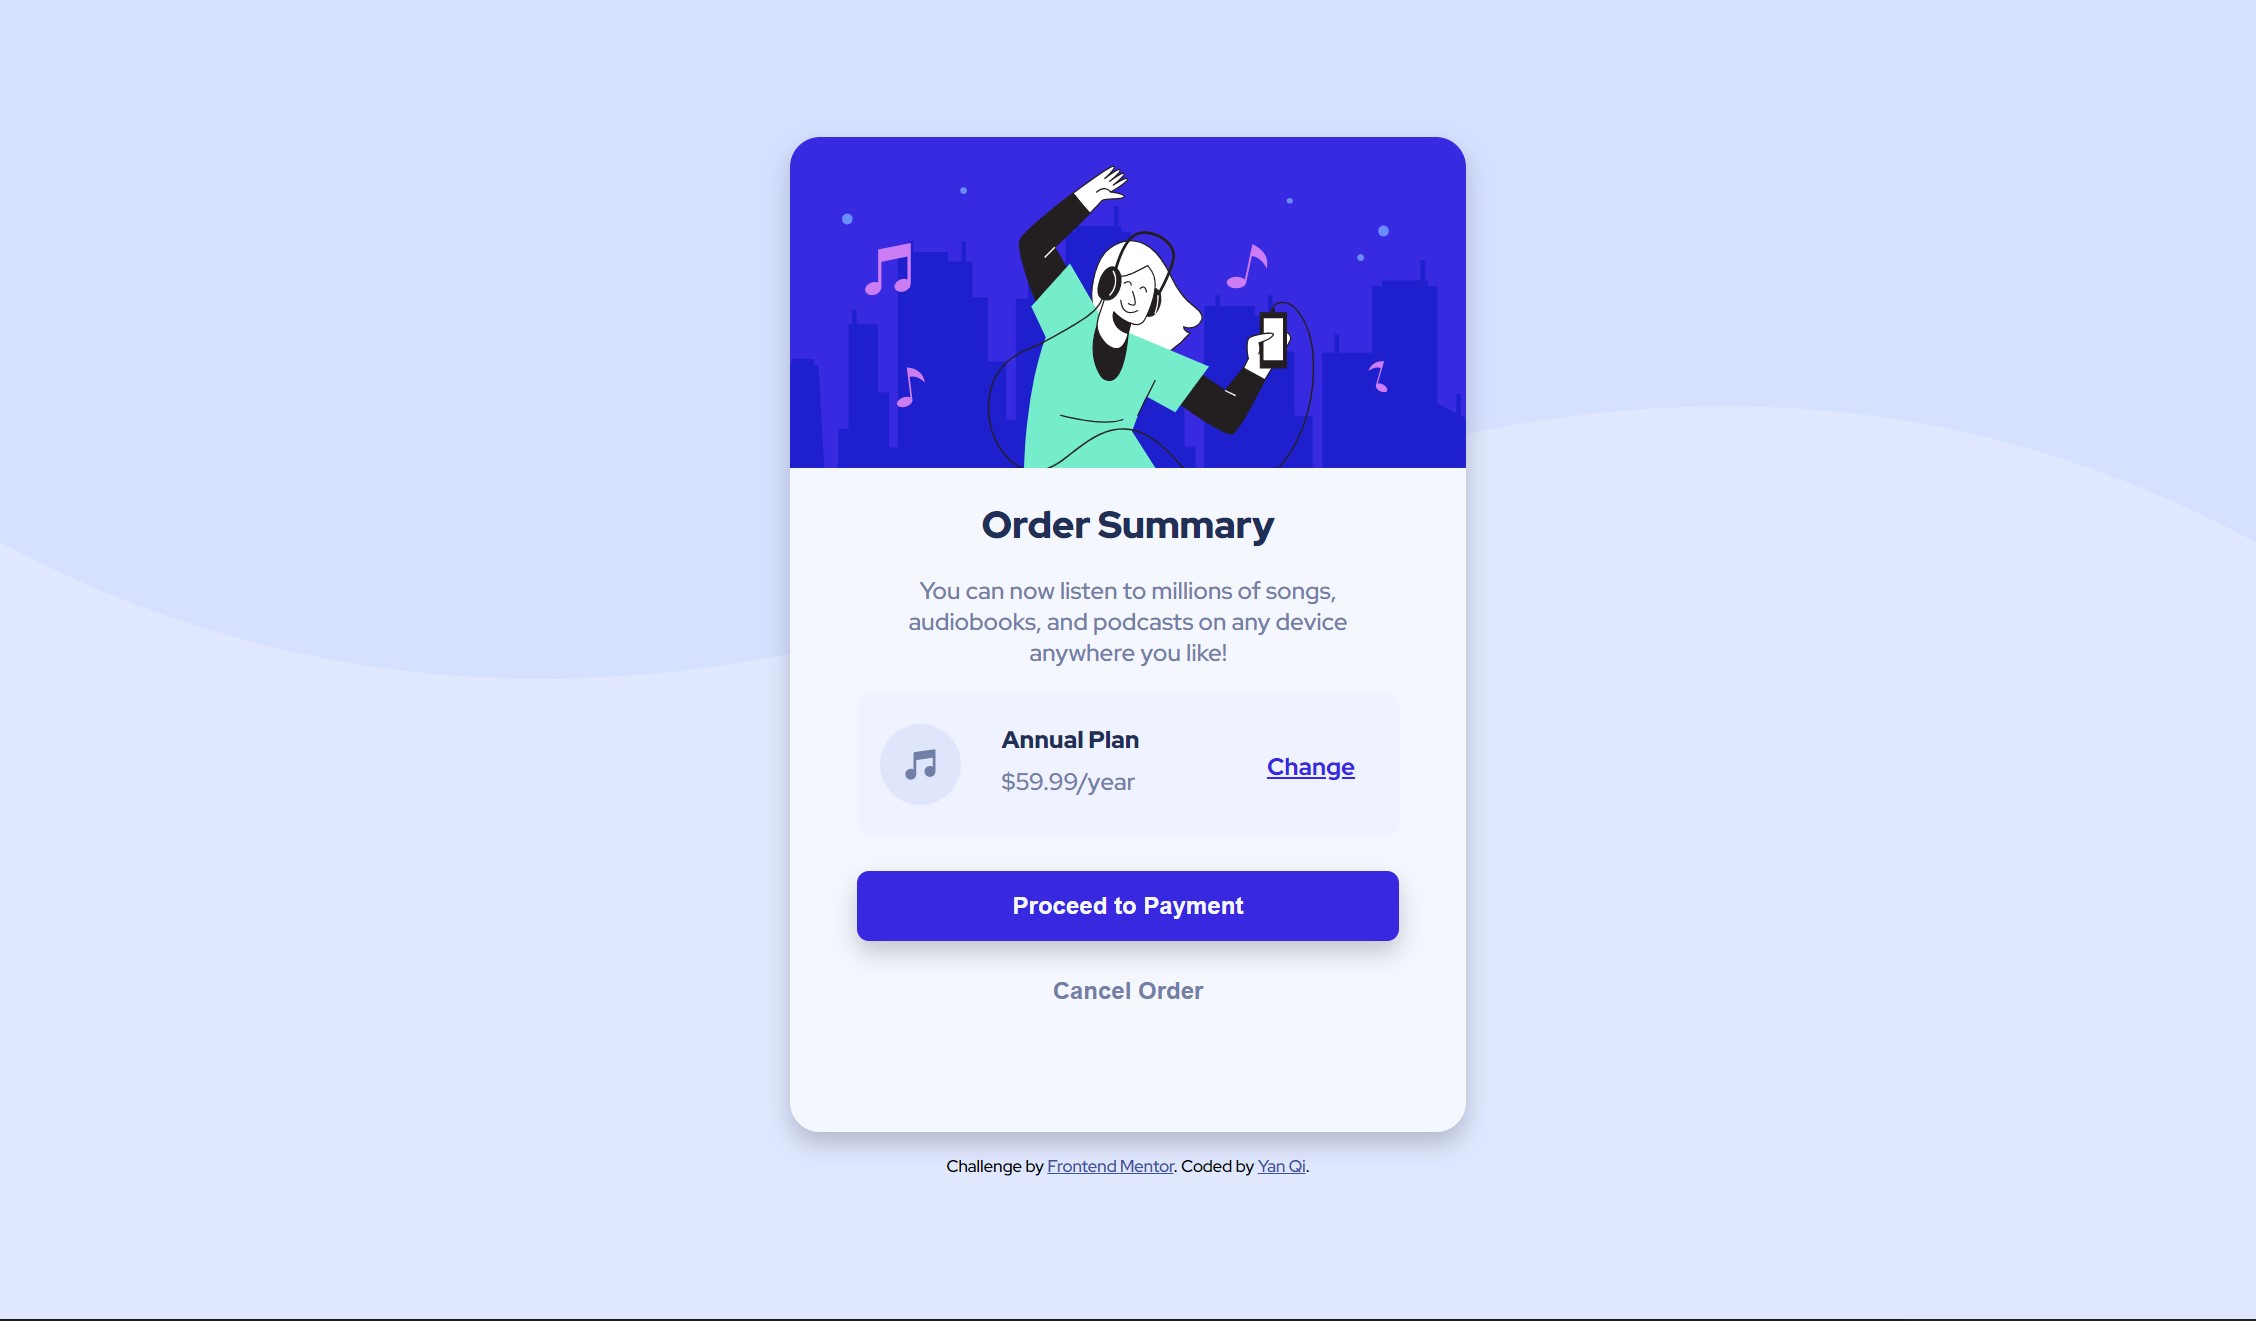 Order Summary
You can now listen to millions of songs,
audiobooks, and podcasts on any device
anywhere you like!
Annual Plan
$59.99/year
Change
Proceed to Payment
Cancel Order
Challenge by Frontend Mentor. Coded by Yan Qi.